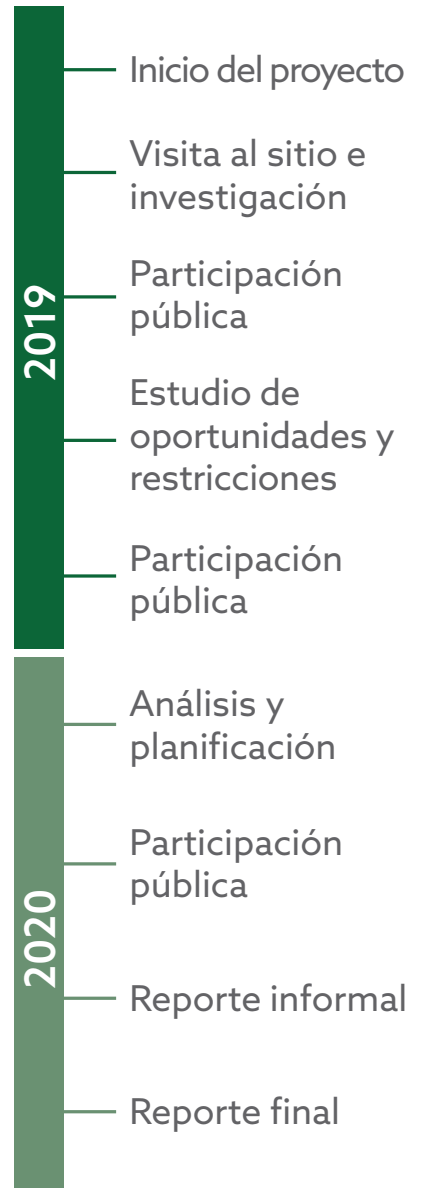 2019
Inicio del proyecto
Visita al sitio e
investigación
Participación
pública
Estudio de
oportunidades y
restricciones
Participación
pública
2020
Análisis y
planificación
Participación
pública
Reporte informal
Reporte final